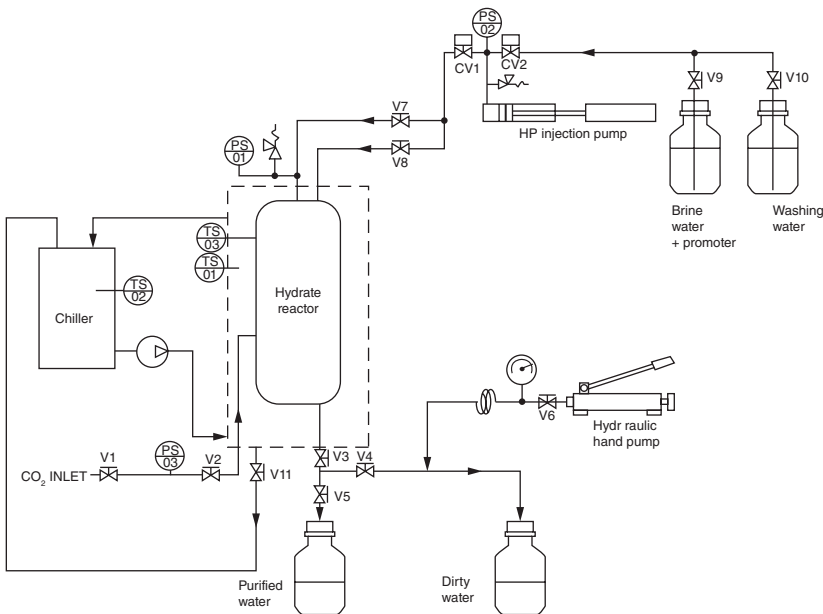 PS
02
CV1
CV2
V9
V10
V7
HP injection pump
V8
PS
01
Brine
water
+ promoter
Washing
water
TS
03
TS
01
TS
02
Hydrate
reactor
Chiller
V6
Hydr raulic
hand pump
V1
PS
03
V2
V3
V4
CO₂ INLET
V11
V5
Purified
water
Dirty
water